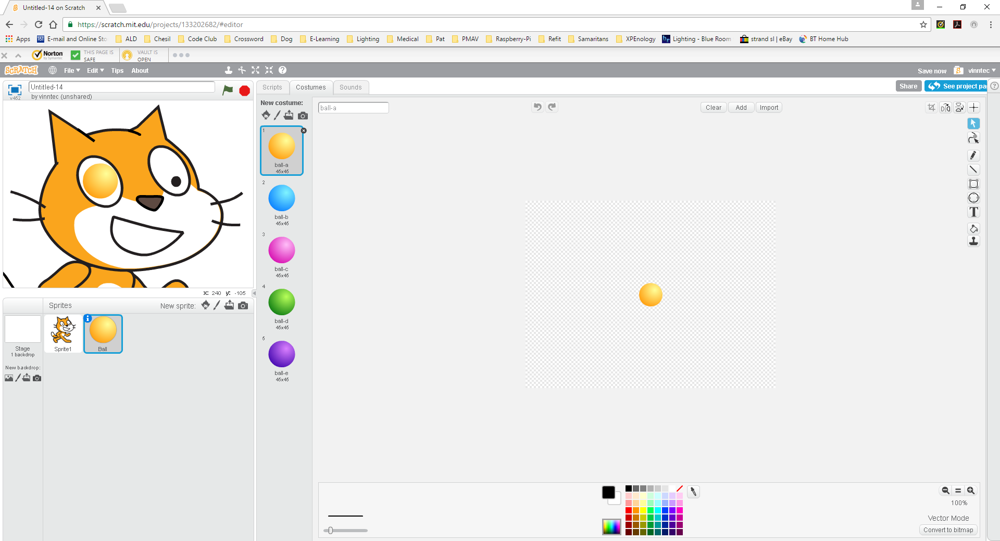 Untitled-14 on Scratch
https://scratch.mit.edu/projects/133202682/#editor
Apps E-mail and Online Sto ALD Chesil Code Club Crossword Dog E-Learning Lighting Medical Pat PMAV Raspberry-Pi Refit Samaritans XPEnology Lighting - Blue Room strand sl | eBay BT Home Hub
Norton
by Symantec
THIS PAGE IS
SAFE
VAULT IS
OPEN
SCRATCH File Edit Tips About Save now vinntec
v452
Untitled-14
by vinntec (unshared)
Scripts Costumes Sounds
Share See project pa
New costume:
ball-a
Clear Add Import
1
ball-a
45x45
2
ball-b
45x45
3
ball-c
45x45
4
ball-d
45x45
5
ball-e
45x45
T
X: 240 y: -105
Sprites New sprite:
Stage
1 backdrop
New backdrop:
Sprite1
Ball
100%
Vector Mode
Convert to bitmap